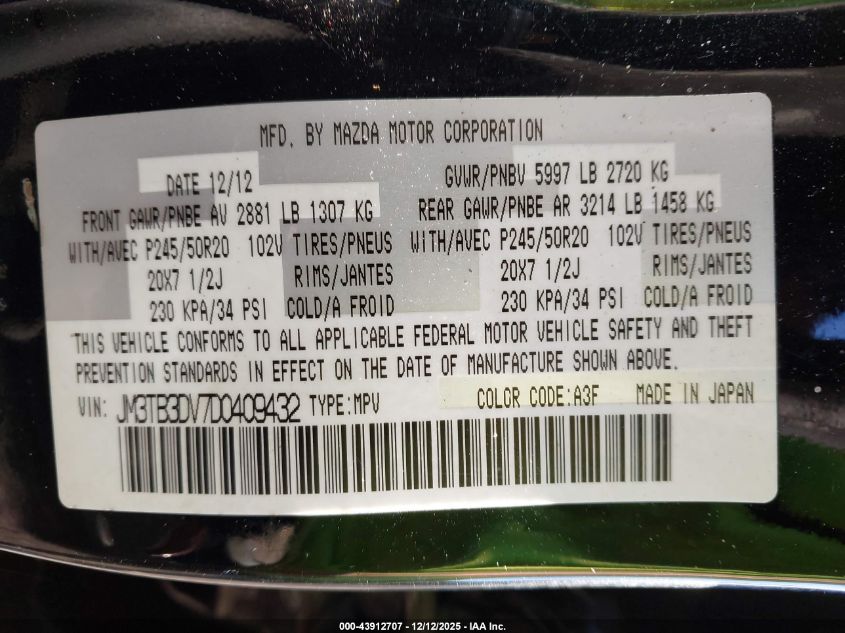 MFD. BY MAZDA MOTOR CORPORATION
DATE 12/12 GVWR/PNBV 5997 LB 2720 KG
FRONT GAWR/PNBE AV 2881 LB 1307 KG REAR GAWR/PNBE AR 3214 LB 1458 KG
WITH/AVEC P245/50R20 102V TIRES/PNEUS WITH/AVEC P245/50R20 102V TIRES/PNEUS
20X7 1/2J RIMS/JANTES 20X7 1/2J RIMS/JANTES
230 KPA/34 PSI COLD/A FROID 230 KPA/34 PSI COLD/A FROID
THIS VEHICLE CONFORMS TO ALL APPLICABLE FEDERAL MOTOR VEHICLE SAFETY AND THEFT
PREVENTION STANDARDS IN EFFECT ON THE DATE OF MANUFACTURE SHOWN ABOVE.
VIN: JM3TB3DV7D0409432 TYPE:MPV COLOR CODE:A3F MADE IN JAPAN
000-43912707 - 12/12/2025 - IAA Inc.